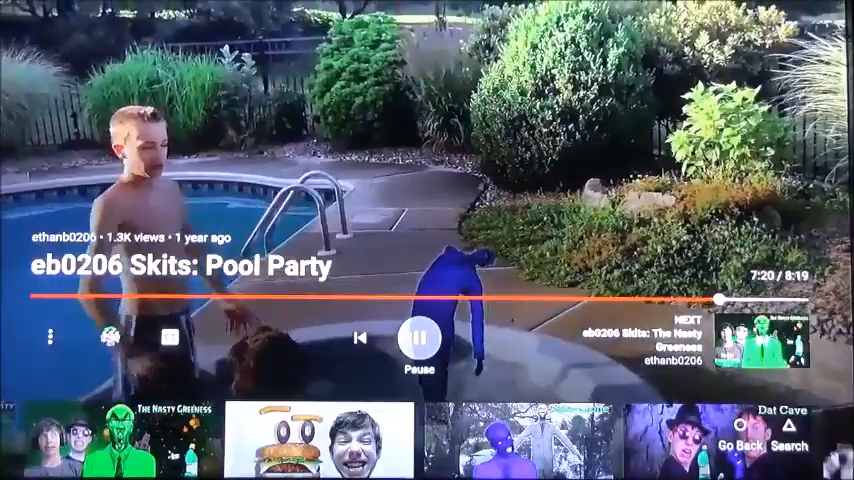 ethanb0206 • 1.3K views • 1 year ago
eb0206 Skits: Pool Party
7:20 / 8:19
CC
Pause
NEXT
eb0206 Skits: The Nasty
Greeness
ethanb0206
The Nasty Greeness
Dat Cave
Go Back
Search